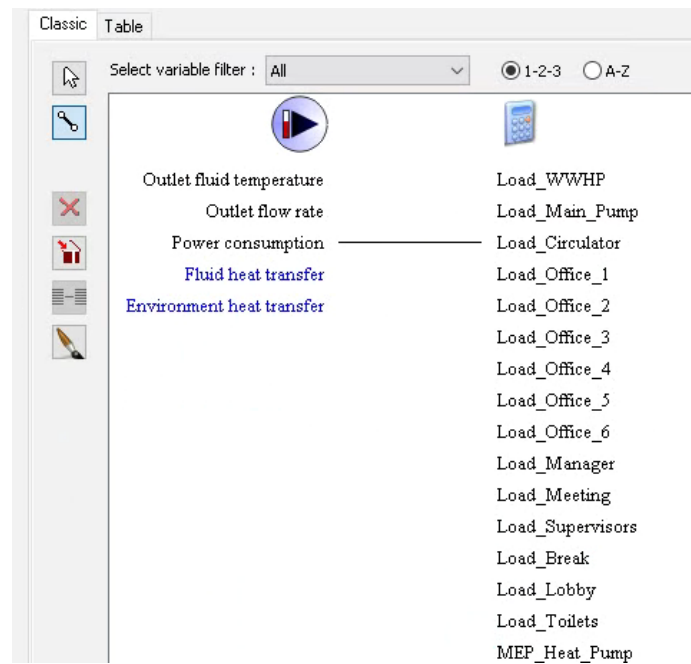 Classic Table
Select variable filter : All 1-2-3 A-Z
Outlet fluid temperature Load_WWHP
Outlet flow rate Load_Main_Pump
Power consumption Load_Circulator
Fluid heat transfer Load_Office_1
Environment heat transfer Load_Office_2
Load_Office_3
Load_Office_4
Load_Office_5
Load_Office_6
Load_Manager
Load_Meeting
Load_Supervisors
Load_Break
Load_Lobby
Load_Toilets
MEP_Heat_Pump